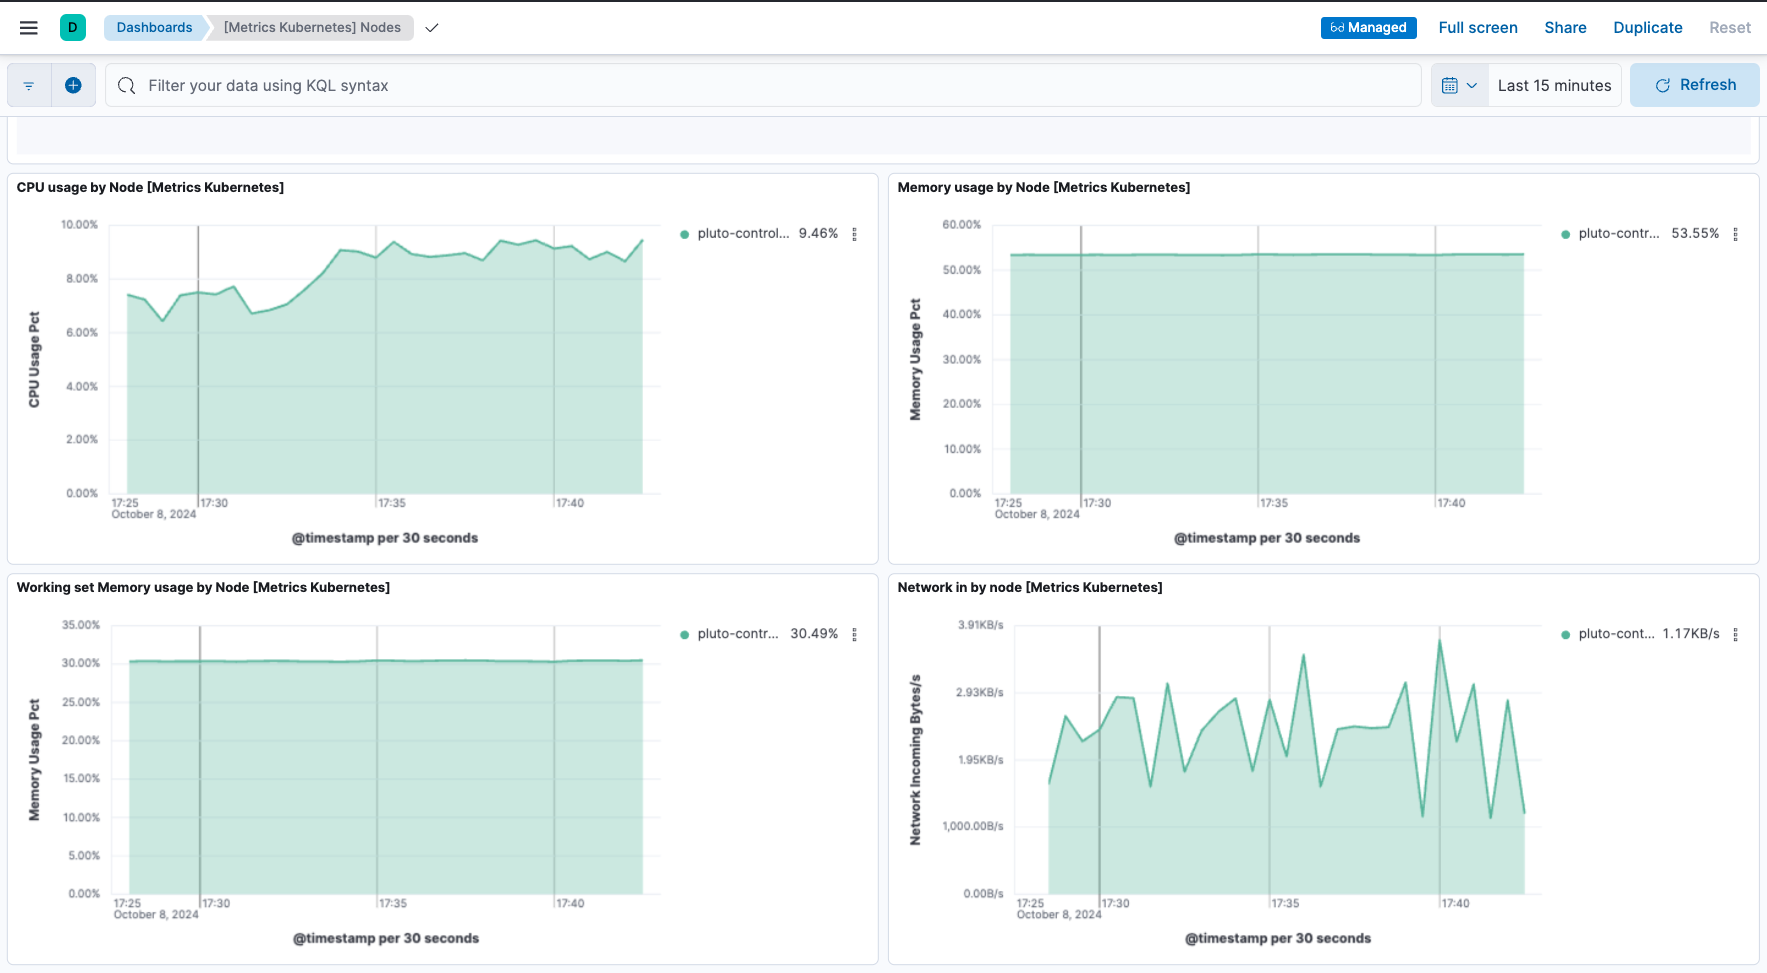 D Dashboards [Metrics Kubernetes] Nodes Managed Full screen Share Duplicate Reset
Filter your data using KQL syntax Last 15 minutes Refresh
CPU usage by Node [Metrics Kubernetes]
CPU Usage Pct
10.00%
8.00%
6.00%
4.00%
2.00%
0.00%
17:25 17:30 17:35 17:40
October 8, 2024
@timestamp per 30 seconds
pluto-control... 9.46%
Memory usage by Node [Metrics Kubernetes]
Memory Usage Pct
60.00%
50.00%
40.00%
30.00%
20.00%
10.00%
0.00%
17:25 17:30 17:35 17:40
October 8, 2024
@timestamp per 30 seconds
pluto-contr... 53.55%
Working set Memory usage by Node [Metrics Kubernetes]
Memory Usage Pct
35.00%
30.00%
25.00%
20.00%
15.00%
10.00%
5.00%
0.00%
17:25 17:30 17:35 17:40
October 8, 2024
@timestamp per 30 seconds
pluto-contr... 30.49%
Network in by node [Metrics Kubernetes]
Network Incoming Bytes/s
3.91KB/s
2.93KB/s
1.95KB/s
1,000.00B/s
0.00B/s
17:25 17:30 17:35 17:40
October 8, 2024
@timestamp per 30 seconds
pluto-cont... 1.17KB/s